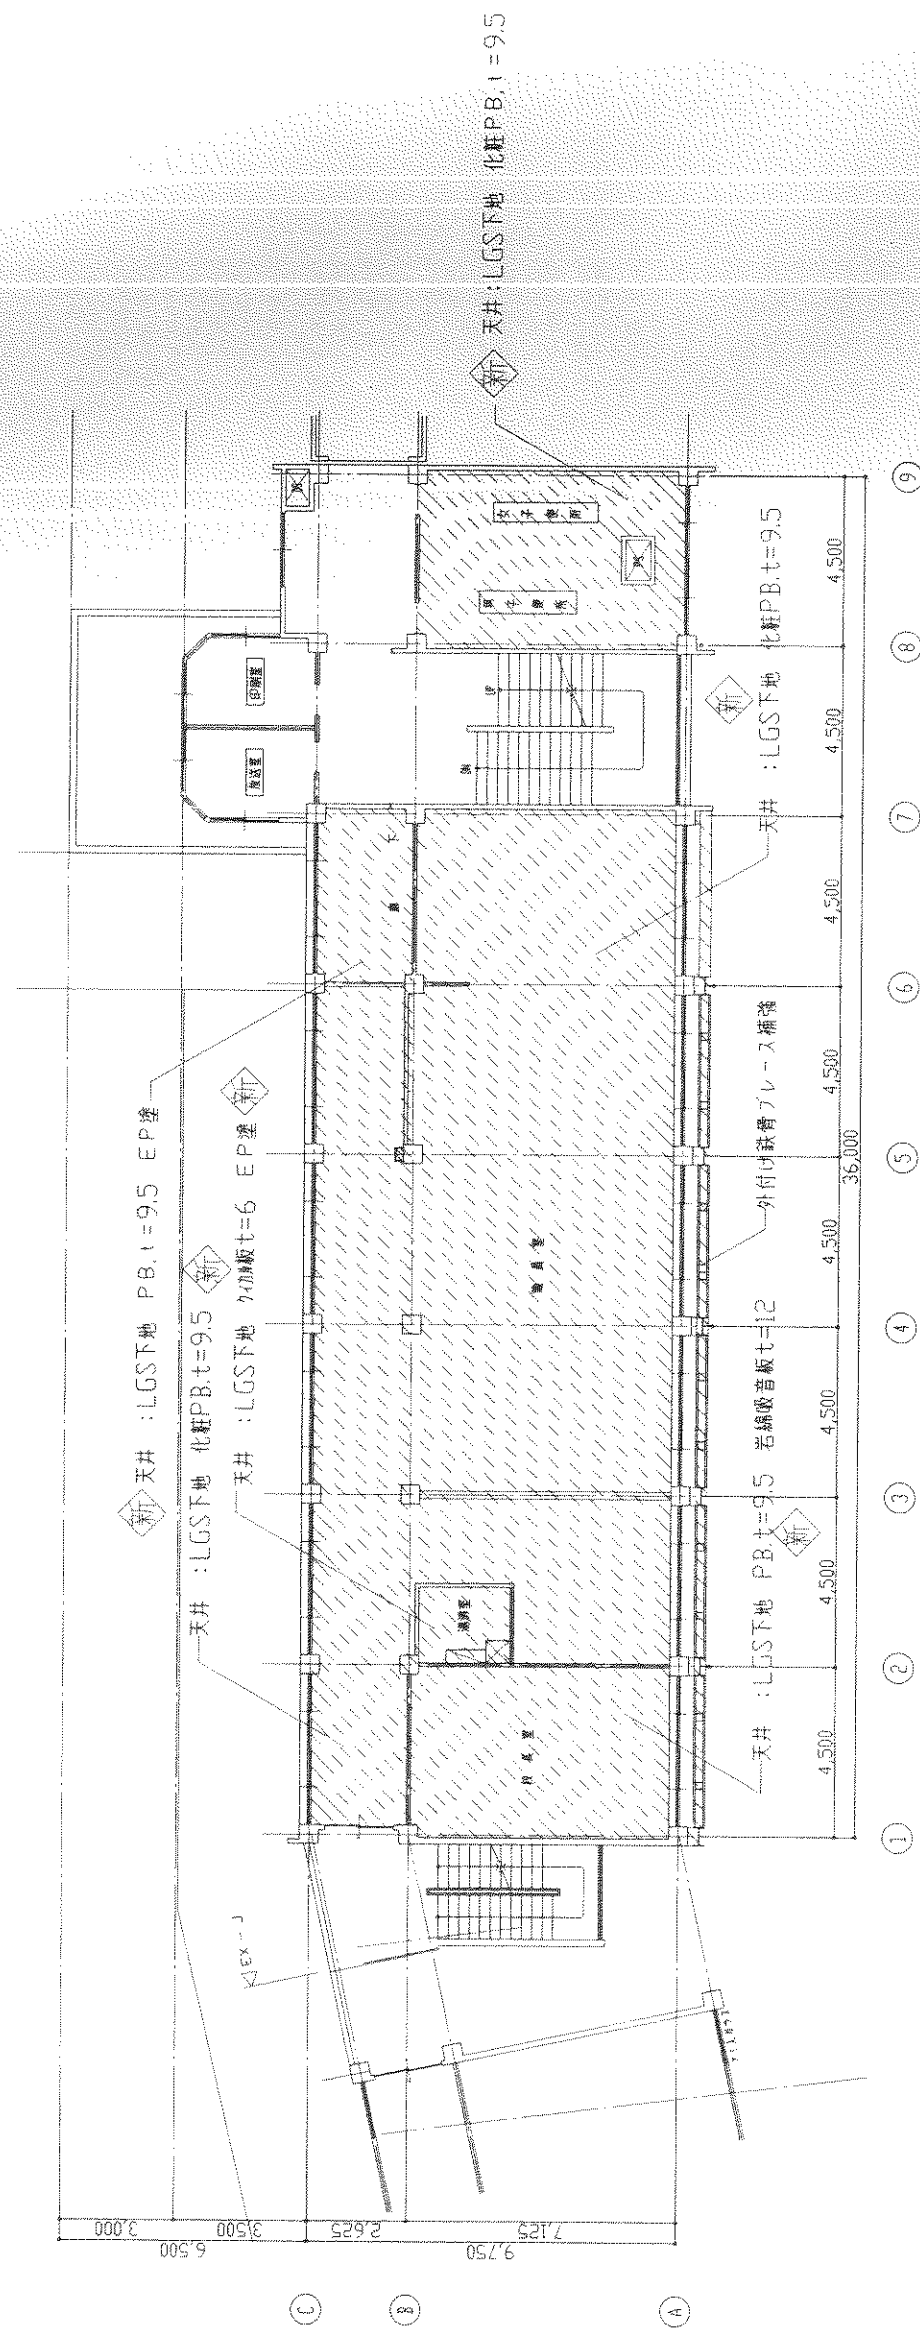 新 天井:LGS下地 PB,t=9.5 EP塗
天井:LGS下地 化粧PB.t=9.5 新
天井:LGS下地 ケイカル板t=6 EP塗 新
新 天井:LGS下地 化粧PB,t=9.5
EX-J
放送室
印刷室
DS
廊
下
UP
DN
男子便所
女子便所
PS
湯沸室
校長室
職員室
天井:LGS下地 PB.t=9.5 岩綿吸音板t=12
新
外付け鉄骨ブレース補強
天井:LGS下地 化粧PB.t=9.5
新
3,000
3,500
6,500
2,625
7,125
9,750
C
B
A
4,500
4,500
4,500
4,500
4,500
4,500
4,500
4,500
36,000
1
2
3
4
5
6
7
8
9